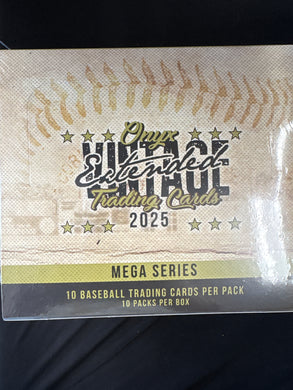 Onyx
VINTAGE
Extended
Trading Cards
2025
MEGA SERIES
10 BASEBALL TRADING CARDS PER PACK
10 PACKS PER BOX